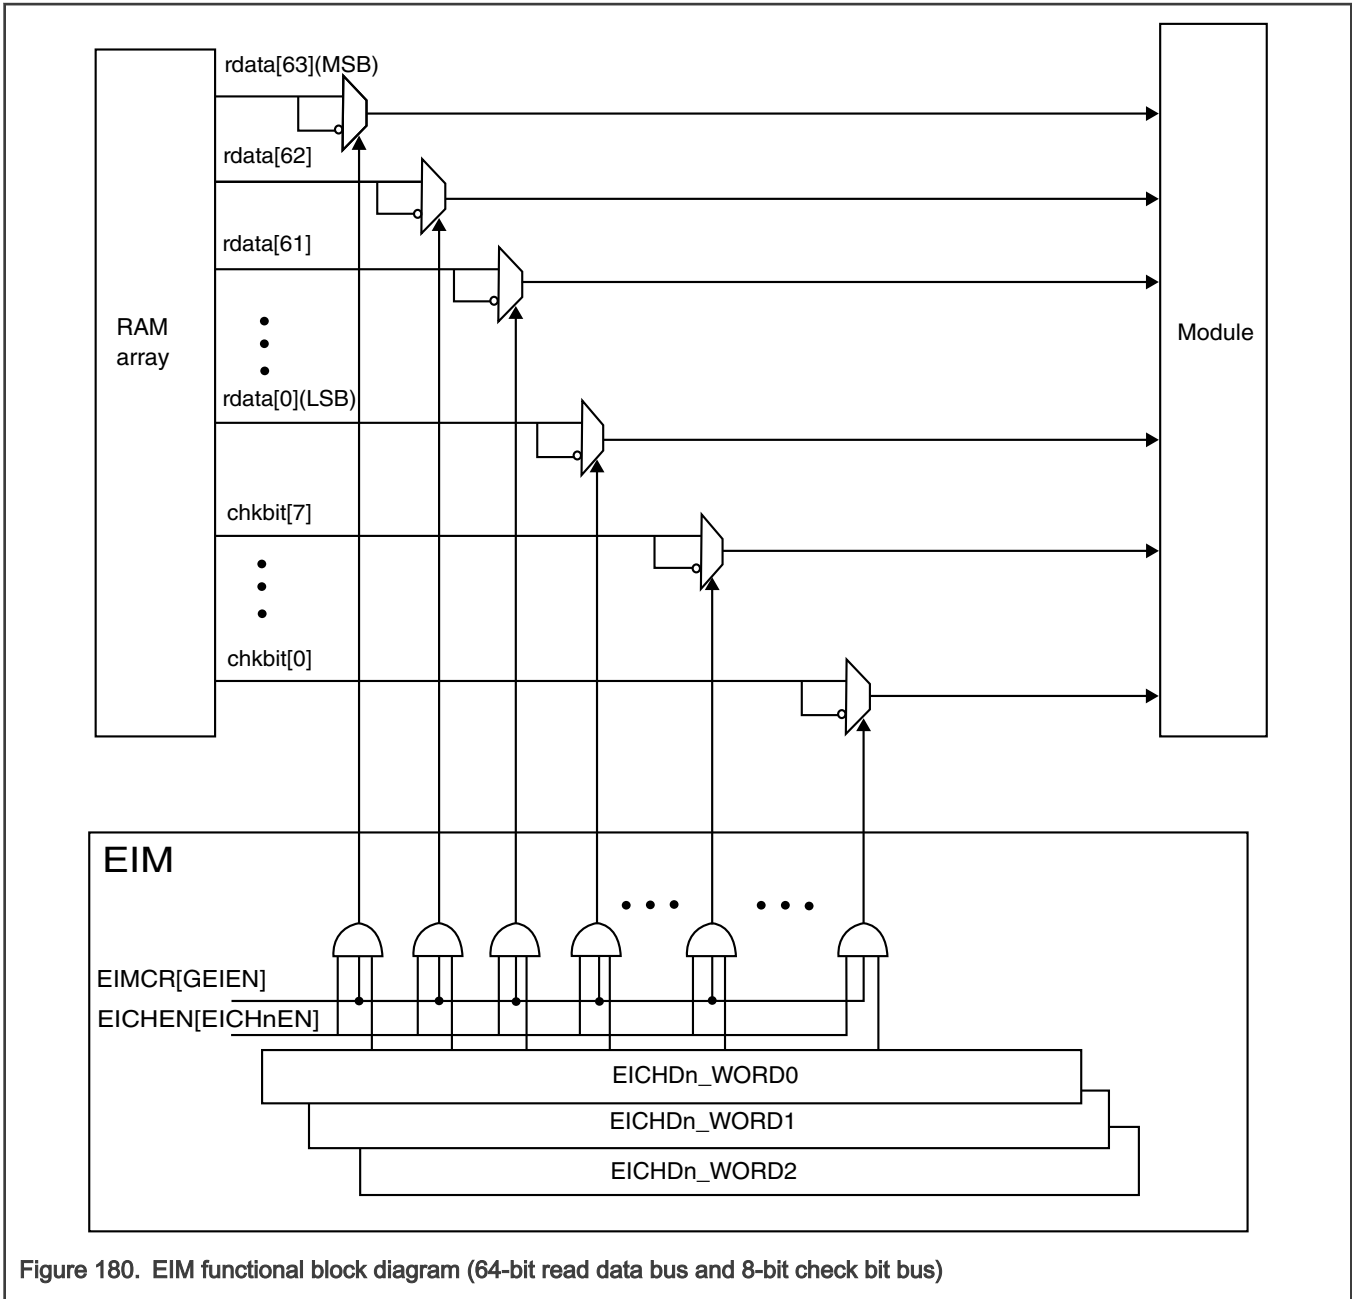 rdata[63](MSB)
rdata[62]
rdata[61]
RAM
array
Module
rdata[0](LSB)
chkbit[7]
chkbit[0]
EIM
EIMCR[GEIEN]
EICHEN[EICHnEN]
EICHDn_WORD0
EICHDn_WORD1
EICHDn_WORD2
Figure 180. EIM functional block diagram (64-bit read data bus and 8-bit check bit bus)